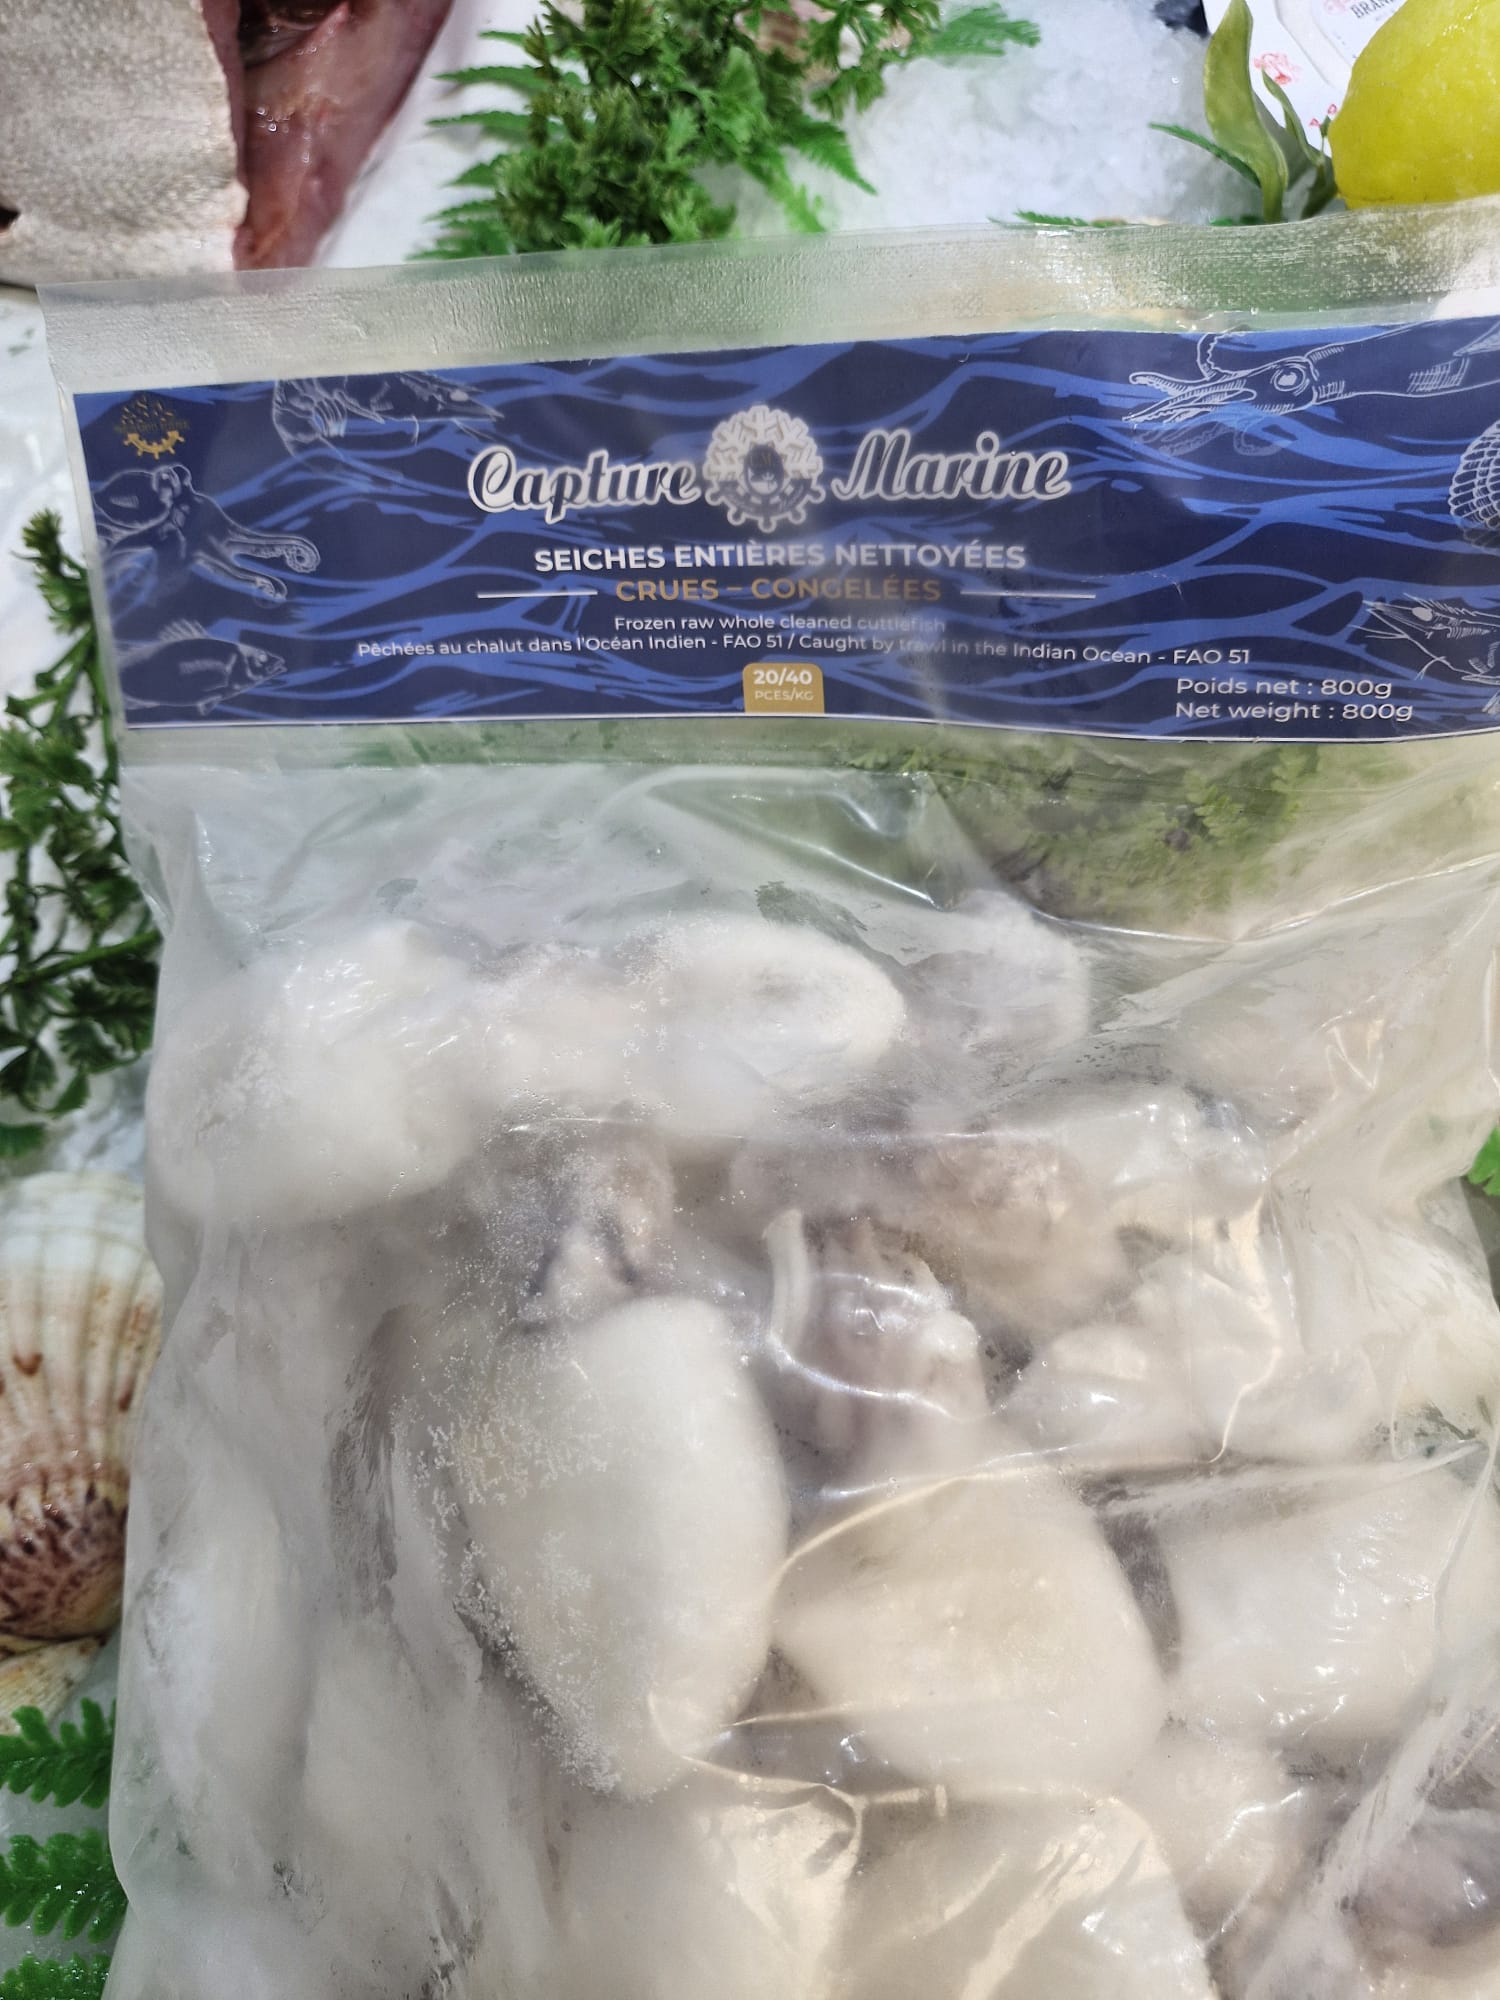 Capture Marine
SEICHES ENTIÈRES NETTOYÉES
CRUES – CONGELÉES
Frozen raw whole cleaned cuttlefish
Pêchées au chalut dans l'Océan Indien - FAO 51 / Caught by trawl in the Indian Ocean - FAO 51
20/40
PCES/KG
Poids net : 800g
Net weight : 800g